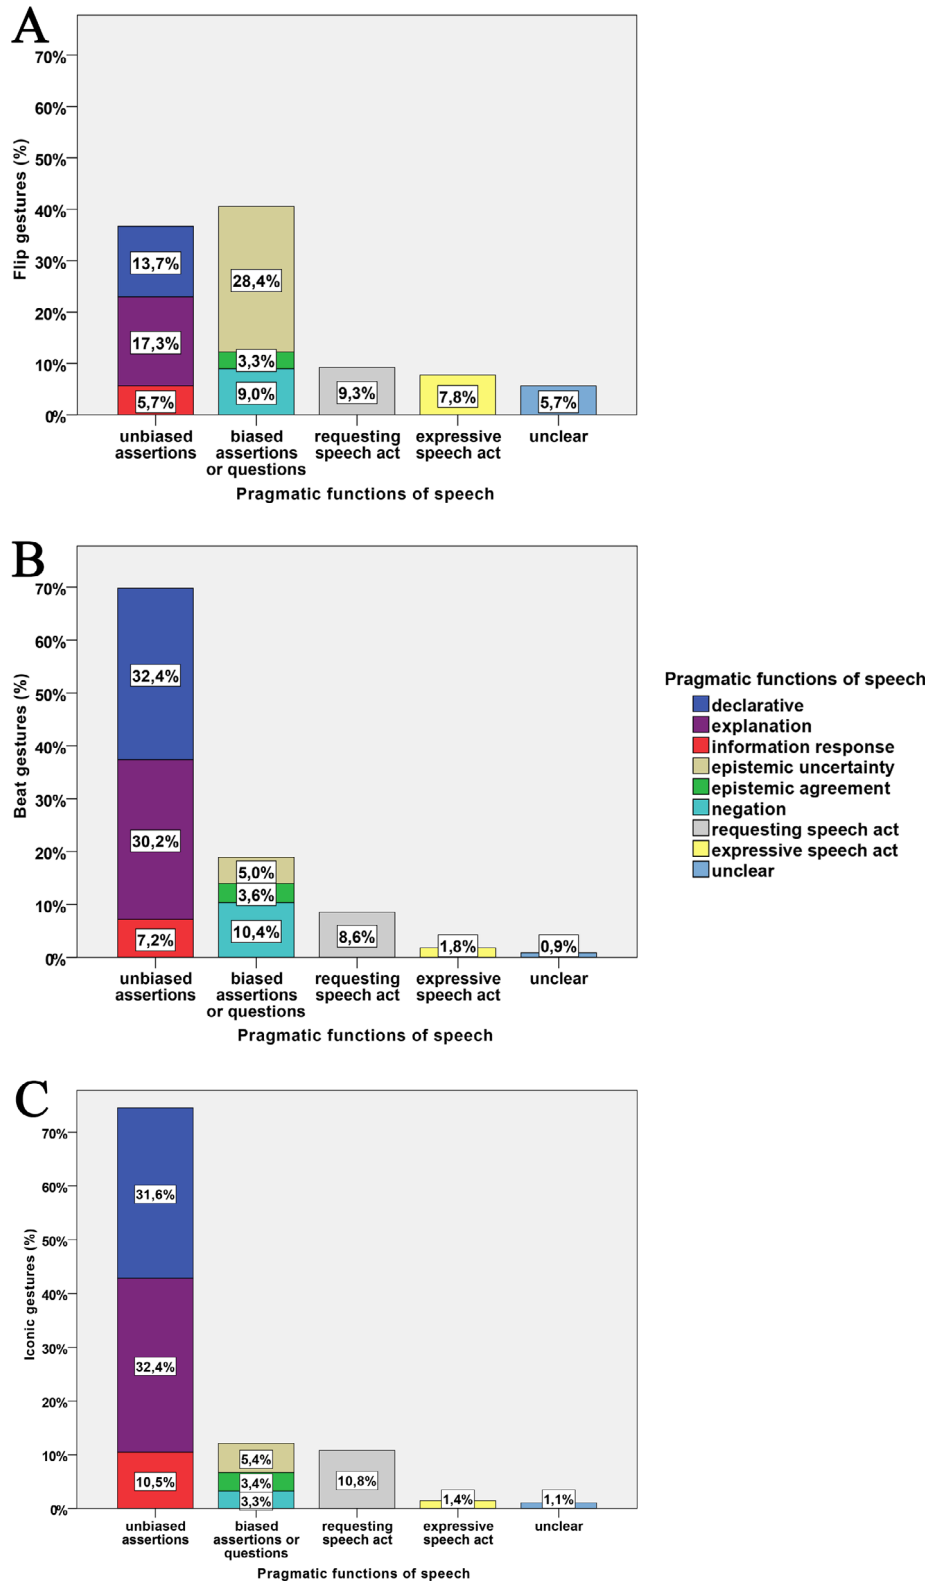 A
Flip gestures (%)
70%
60%
50%
40%
30%
20%
10%
0%
13,7%
17,3%
5,7%
28,4%
3,3%
9,0%
9,3%
7,8%
5,7%
unbiased
assertions
biased
assertions
or questions
requesting
speech act
expressive
speech act
unclear
Pragmatic functions of speech
B
Beat gestures (%)
70%
60%
50%
40%
30%
20%
10%
0%
32,4%
30,2%
7,2%
5,0%
3,6%
10,4%
8,6%
1,8%
0,9%
unbiased
assertions
biased
assertions
or questions
requesting
speech act
expressive
speech act
unclear
Pragmatic functions of speech
Pragmatic functions of speech
declarative
explanation
information response
epistemic uncertainty
epistemic agreement
negation
requesting speech act
expressive speech act
unclear
C
Iconic gestures (%)
70%
60%
50%
40%
30%
20%
10%
0%
31,6%
32,4%
10,5%
5,4%
3,4%
3,3%
10,8%
1,4%
1,1%
unbiased
assertions
biased
assertions or
questions
requesting
speech act
expressive
speech act
unclear
Pragmatic functions of speech